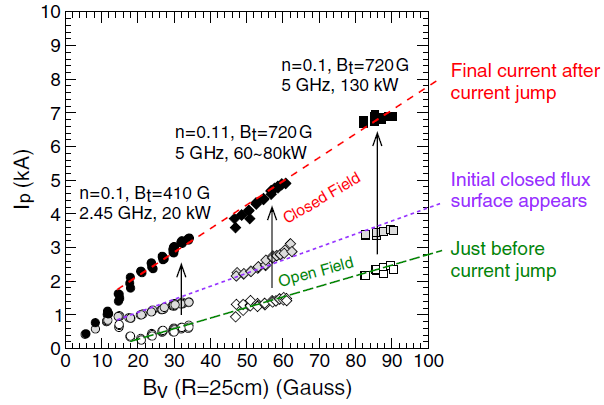 10
9
8
7
6
5
4
3
2
1
0
Ip (kA)
n=0.1, Bt=720G
5 GHz, 130 kW
n=0.11, Bt=720G
5 GHz, 60~80kW
n=0.1, Bt=410 G
2.45 GHz, 20 kW
Closed Field
Open Field
Final current after
current jump
Initial closed flux
surface appears
Just before
current jump
0 10 20 30 40 50 60 70 80 90 100
BV (R=25cm) (Gauss)